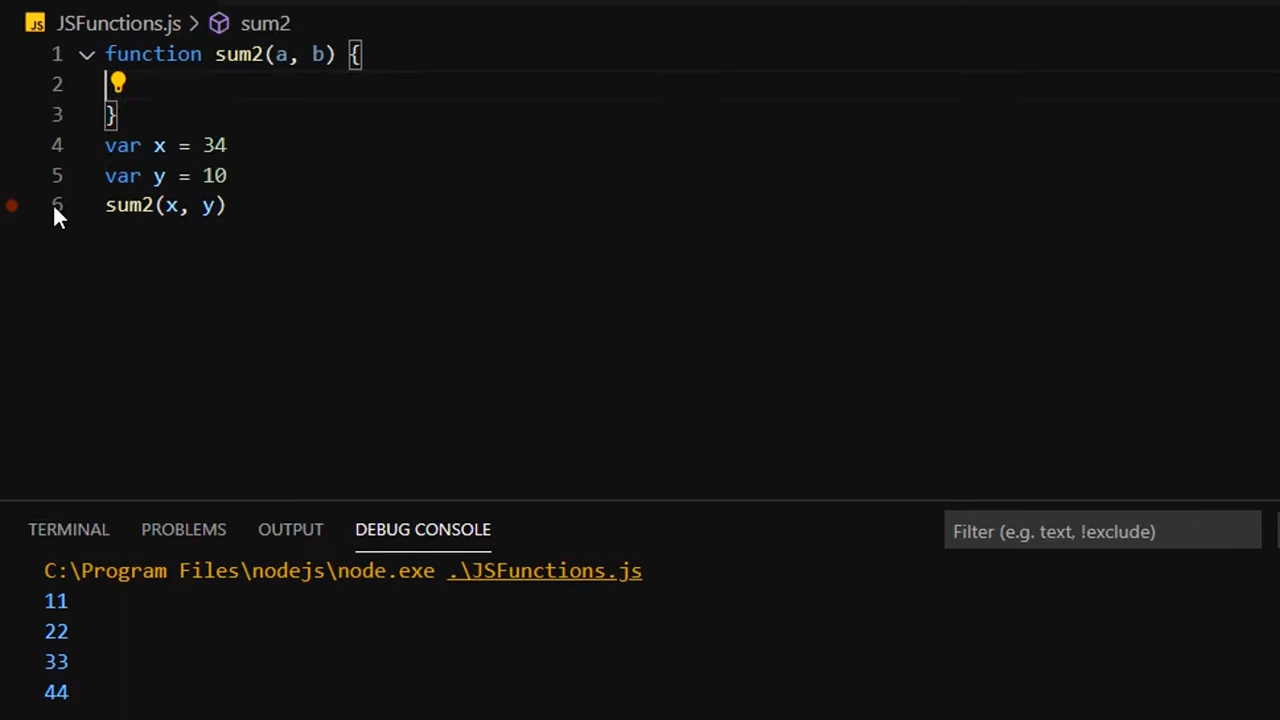 JS JSFunctions.js > sum2
1 function sum2(a, b) {
2
3 }
4 var x = 34
5 var y = 10
6 sum2(x, y)
TERMINAL PROBLEMS OUTPUT DEBUG CONSOLE Filter (e.g. text, !exclude)
C:\Program Files\nodejs\node.exe .\JSFunctions.js
11
22
33
44